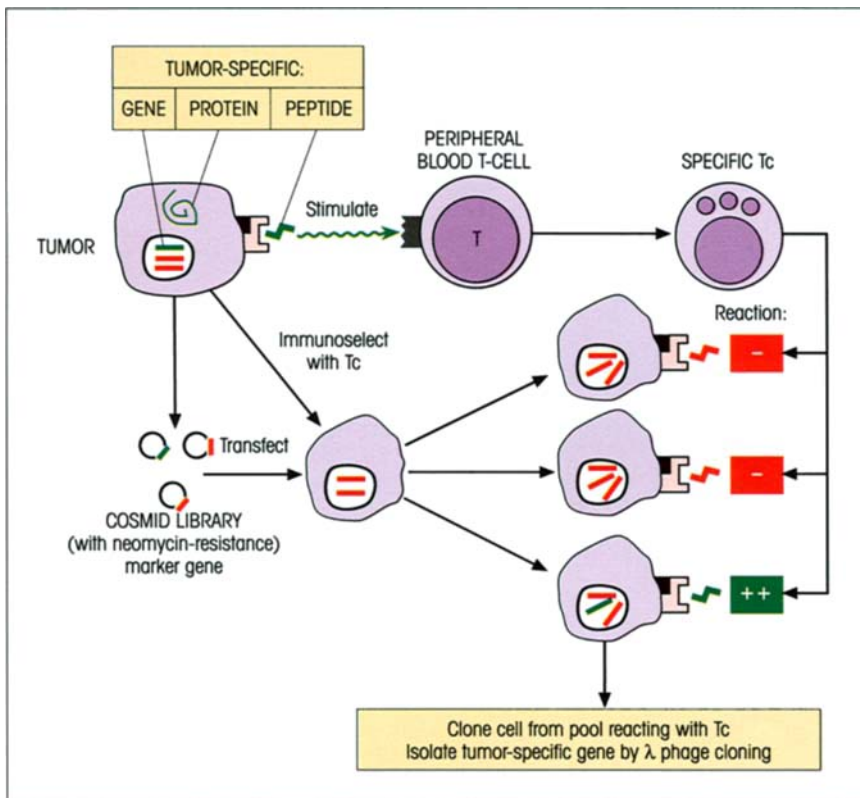 TUMOR-SPECIFIC:
GENE PROTEIN PEPTIDE
PERIPHERAL
BLOOD T-CELL
SPECIFIC Tc
Stimulate
T
TUMOR
Reaction:
Immunoselect
with Tc
–
Transfect
–
COSMID LIBRARY
(with neomycin-resistance)
marker gene
++
Clone cell from pool reacting with Tc
Isolate tumor-specific gene by λ phage cloning